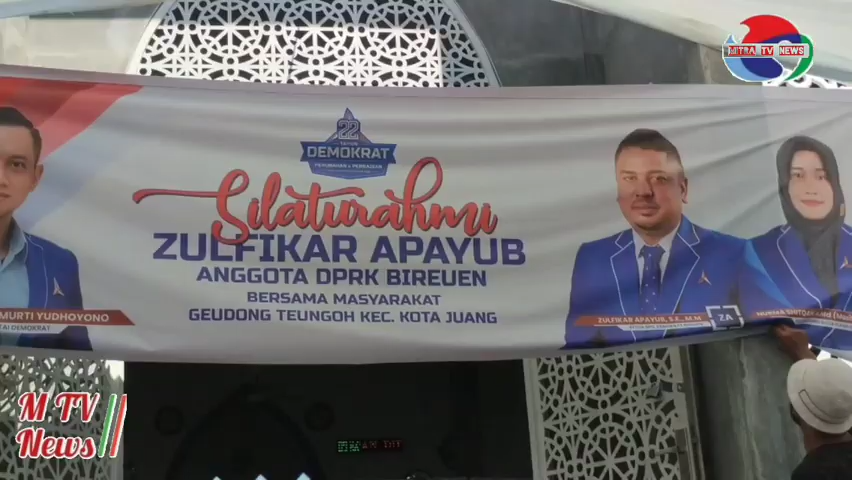 MITRA TV NEWS
22
TAHUN
DEMOKRAT
Silaturahmi
ZULFIKAR APAYUB
ANGGOTA DPRK BIREUEN
BERSAMA MASYARAKAT
GEUDONG TEUNGOH KEC. KOTA JUANG
MURTI YUDHOYONO
TAI DEMOKRAT
ZULFIKAR APAYUB, S.E., M.M
ZA
M TV
News